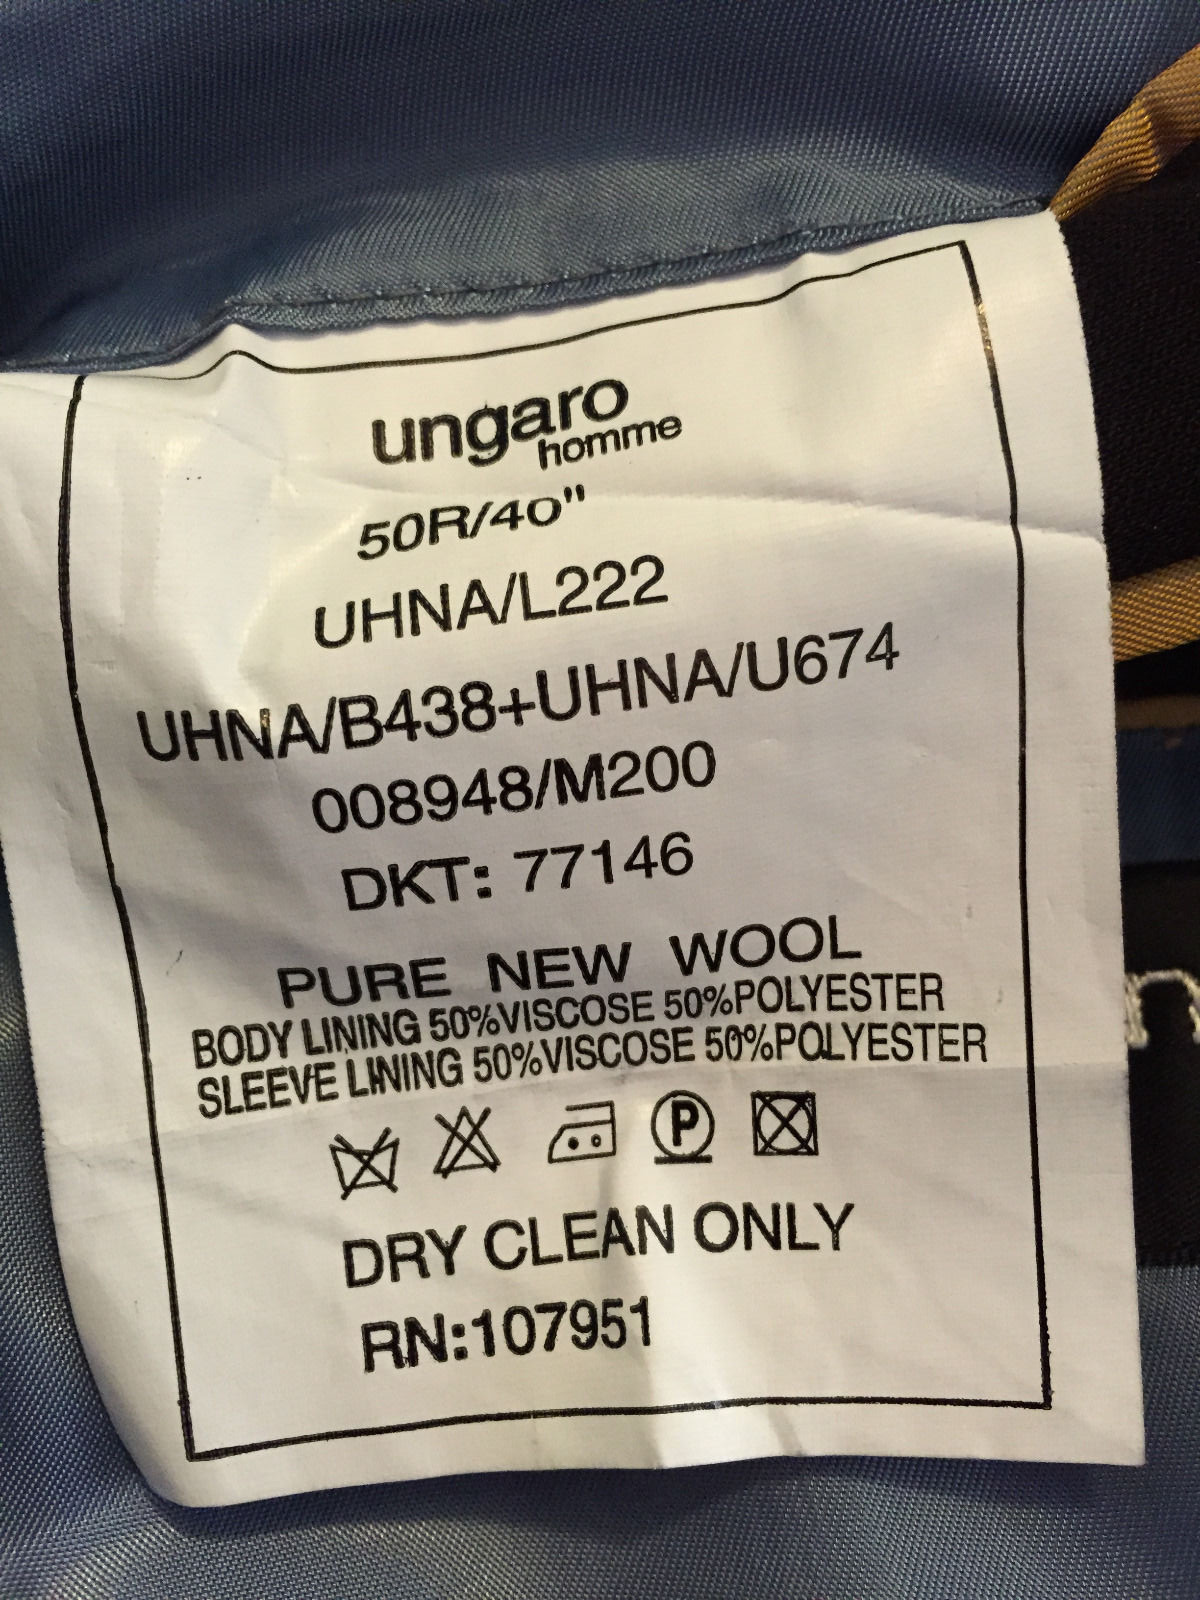 ungaro
homme
50R/40"
UHNA/L222
UHNA/B438+UHNA/U674
008948/M200
DKT: 77146
PURE NEW WOOL
BODY LINING 50%VISCOSE 50%POLYESTER
SLEEVE LINING 50%VISCOSE 50%POLYESTER
P
DRY CLEAN ONLY
RN:107951